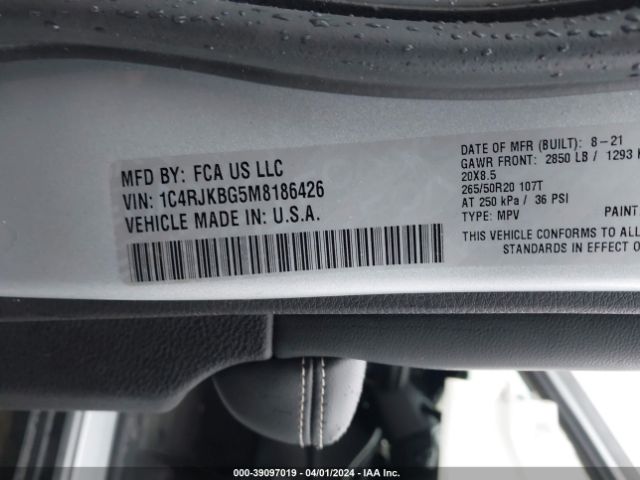 MFD BY: FCA US LLC
VIN: 1C4RJKBG5M8186426
VEHICLE MADE IN: U.S.A.
DATE OF MFR (BUILT): 8-21
GAWR FRONT: 2850 LB / 1293
20X8.5
265/50R20 107T
AT 250 kPa / 36 PSI
TYPE: MPV
PAINT
THIS VEHICLE CONFORMS TO
STANDARDS IN EFFECT
000-39097019 - 04/01/2024 - IAA Inc.